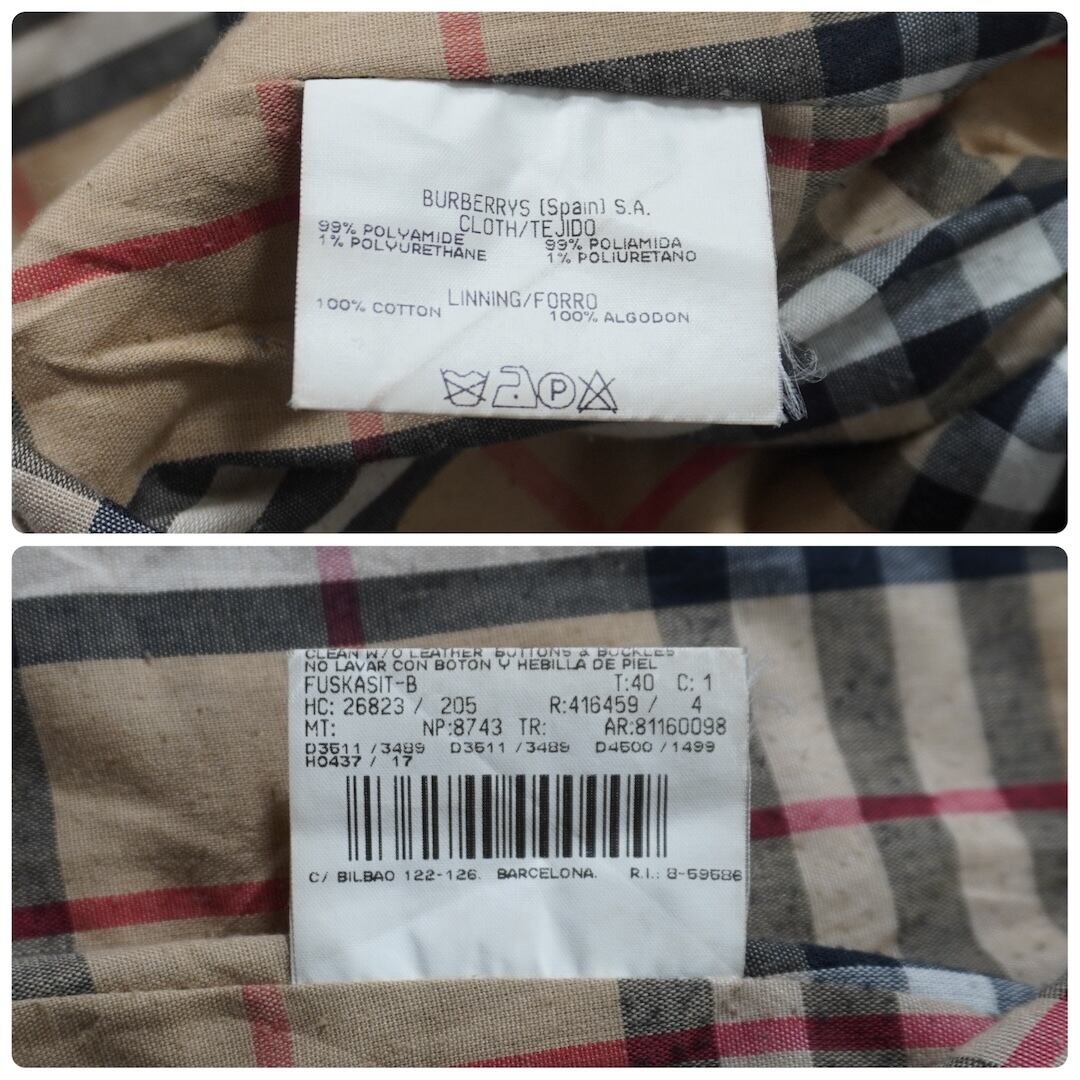 BURBERRYS (Spain) S.A.
CLOTH/TEJIDO
99% POLYAMIDE 99% POLIAMIDA
1% POLYURETHANE 1% POLIURETANO
LINNING/FORRO
100% COTTON 100% ALGODON
P
CLEAN W/O LEATHER BUTTONS & BUCKLES
NO LAVAR CON BOTON Y HEBILLA DE PIEL
FUSKASIT-B T:40 C: 1
HC: 26823 / 205 R:416459 / 4
MT: NP:8743 TR: AR:81160098
D3511 /3489 D3511 /3489 D4500 /1499
H0437 / 17
C/ BILBAO 122-126. BARCELONA. R.I.: 8-59586